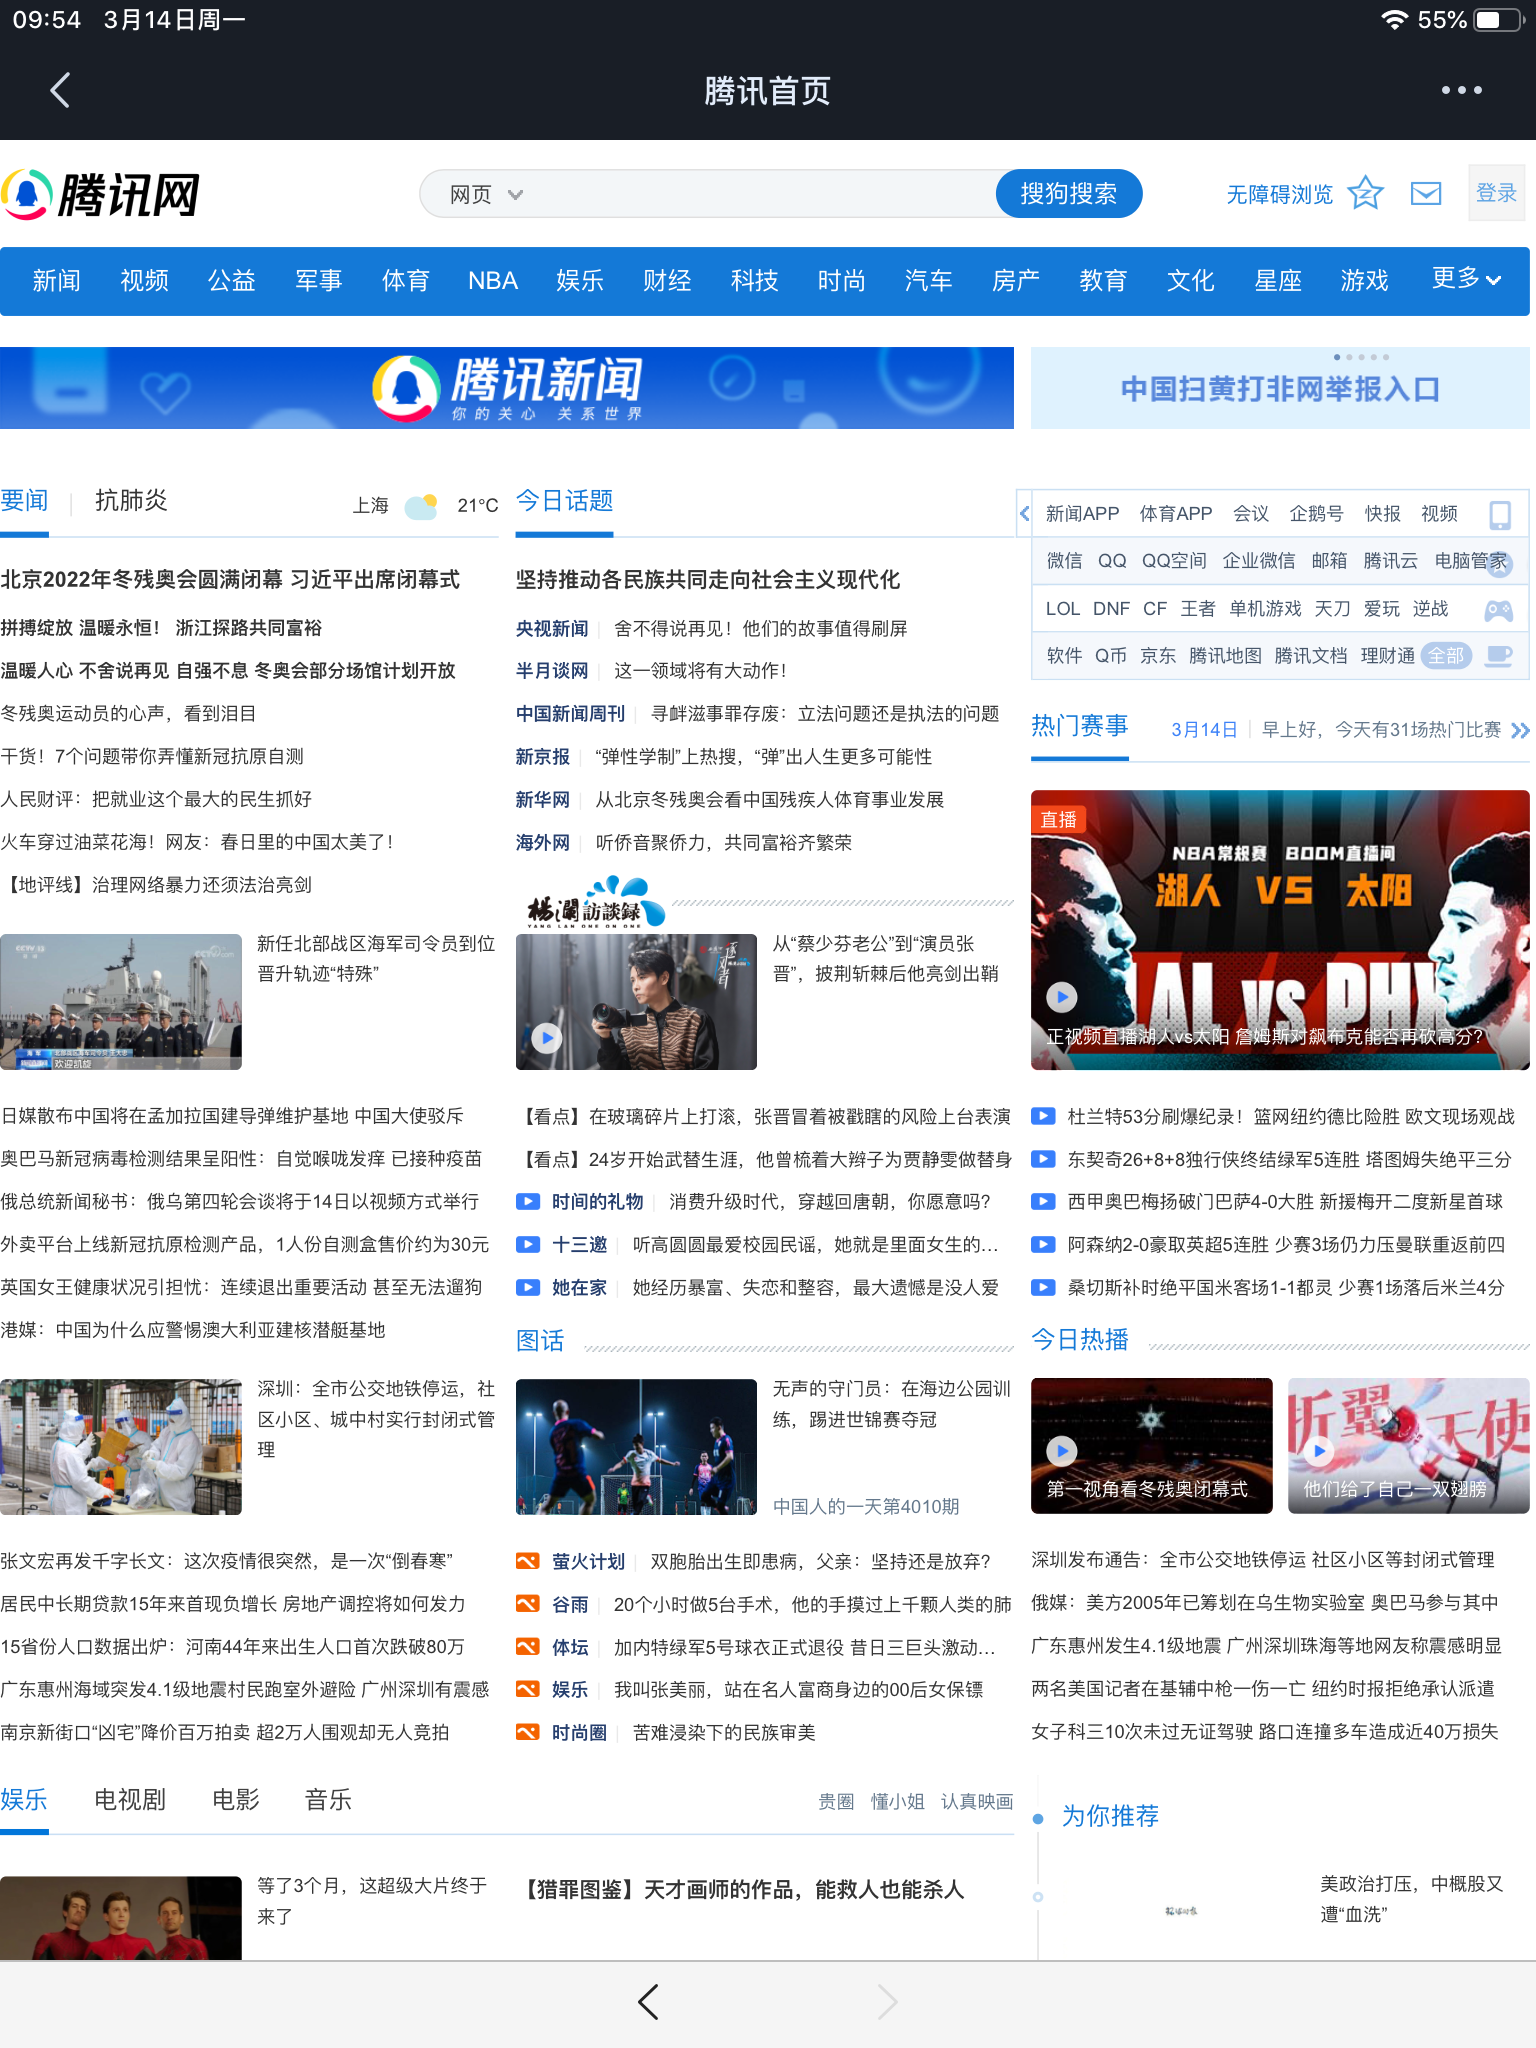 09:54 3月14日周一
55%
腾讯首页
腾讯网
网页
搜狗搜索
无障碍浏览
登录
新闻 视频 公益 军事 体育 NBA 娱乐 财经 科技 时尚 汽车 房产 教育 文化 星座 游戏 更多
腾讯新闻
你的关心 关系世界
中国扫黄打非网举报入口
要闻 抗肺炎
上海 21°C
北京2022年冬残奥会圆满闭幕 习近平出席闭幕式
拼搏绽放 温暖永恒！ 浙江探路共同富裕
温暖人心 不舍说再见 自强不息 冬奥会部分场馆计划开放
冬残奥运动员的心声，看到泪目
干货！7个问题带你弄懂新冠抗原自测
人民财评：把就业这个最大的民生抓好
火车穿过油菜花海！网友：春日里的中国太美了！
【地评线】治理网络暴力还须法治亮剑
欢迎凯旋
新任北部战区海军司令员到位
晋升轨迹“特殊”
日媒散布中国将在孟加拉国建导弹维护基地 中国大使驳斥
奥巴马新冠病毒检测结果呈阳性：自觉喉咙发痒 已接种疫苗
俄总统新闻秘书：俄乌第四轮会谈将于14日以视频方式举行
外卖平台上线新冠抗原检测产品，1人份自测盒售价约为30元
英国女王健康状况引担忧：连续退出重要活动 甚至无法遛狗
港媒：中国为什么应警惕澳大利亚建核潜艇基地
深圳：全市公交地铁停运，社
区小区、城中村实行封闭式管
理
张文宏再发千字长文：这次疫情很突然，是一次“倒春寒”
居民中长期贷款15年来首现负增长 房地产调控将如何发力
15省份人口数据出炉：河南44年来出生人口首次跌破80万
广东惠州海域突发4.1级地震村民跑室外避险 广州深圳有震感
南京新街口“凶宅”降价百万拍卖 超2万人围观却无人竞拍
今日话题
坚持推动各民族共同走向社会主义现代化
央视新闻 舍不得说再见！他们的故事值得刷屏
半月谈网 这一领域将有大动作！
中国新闻周刊 寻衅滋事罪存废：立法问题还是执法的问题
新京报 “弹性学制”上热搜，“弹”出人生更多可能性
新华网 从北京冬残奥会看中国残疾人体育事业发展
海外网 听侨音聚侨力，共同富裕齐繁荣
楊瀾訪談録
YANG LAN ONE ON ONE
从“蔡少芬老公”到“演员张
晋”，披荆斩棘后他亮剑出鞘
【看点】在玻璃碎片上打滚，张晋冒着被戳瞎的风险上台表演
【看点】24岁开始武替生涯，他曾梳着大辫子为贾静雯做替身
时间的礼物 消费升级时代，穿越回唐朝，你愿意吗?
十三邀 听高圆圆最爱校园民谣，她就是里面女生的...
她在家 她经历暴富、失恋和整容，最大遗憾是没人爱
图话
无声的守门员：在海边公园训
练，踢进世锦赛夺冠
中国人的一天第4010期
萤火计划 双胞胎出生即患病，父亲：坚持还是放弃?
谷雨 20个小时做5台手术，他的手摸过上千颗人类的肺
体坛 加内特绿军5号球衣正式退役 昔日三巨头激动...
娱乐 我叫张美丽，站在名人富商身边的00后女保镖
时尚圈 苦难浸染下的民族审美
新闻APP 体育APP 会议 企鹅号 快报 视频
微信 QQ QQ空间 企业微信 邮箱 腾讯云 电脑管家
LOL DNF CF 王者 单机游戏 天刀 爱玩 逆战
软件 Q币 京东 腾讯地图 腾讯文档 理财通 全部
热门赛事 3月14日 早上好，今天有31场热门比赛
直播
NBA常规赛 BOOM直播间
湖人 VS 太阳
LAL VS PHX
正视频直播湖人vs太阳 詹姆斯对飙布克能否再砍高分?
杜兰特53分刷爆纪录！篮网纽约德比险胜 欧文现场观战
东契奇26+8+8独行侠终结绿军5连胜 塔图姆失绝平三分
西甲奥巴梅扬破门巴萨4-0大胜 新援梅开二度新星首球
阿森纳2-0豪取英超5连胜 少赛3场仍力压曼联重返前四
桑切斯补时绝平国米客场1-1都灵 少赛1场落后米兰4分
今日热播
第一视角看冬残奥闭幕式
折翼天使
他们给了自己一双翅膀
深圳发布通告：全市公交地铁停运 社区小区等封闭式管理
俄媒：美方2005年已筹划在乌生物实验室 奥巴马参与其中
广东惠州发生4.1级地震 广州深圳珠海等地网友称震感明显
两名美国记者在基辅中枪一伤一亡 纽约时报拒绝承认派遣
女子科三10次未过无证驾驶 路口连撞多车造成近40万损失
娱乐 电视剧 电影 音乐
贵圈 懂小姐 认真映画
等了3个月，这超级大片终于
来了
【猎罪图鉴】天才画师的作品，能救人也能杀人
为你推荐
美政治打压，中概股又
遭“血洗”